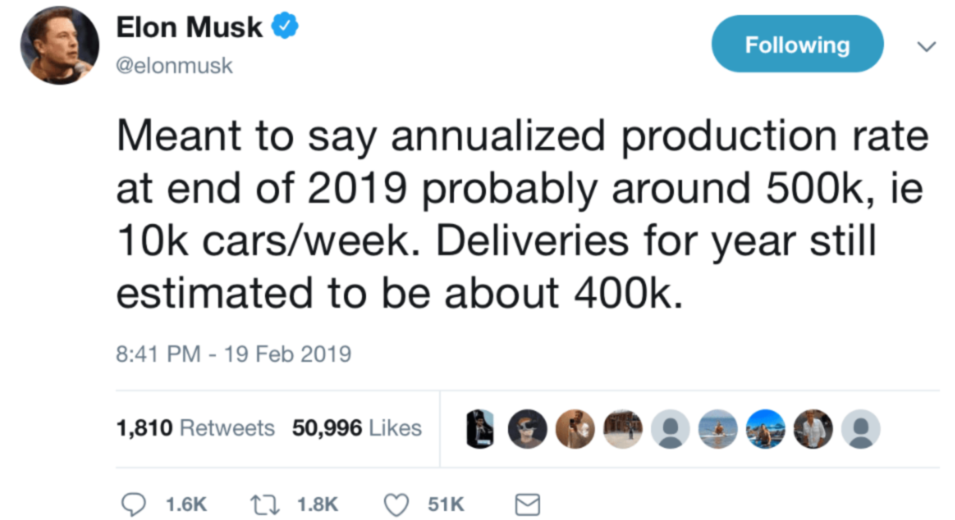 Elon Musk
@elonmusk
Following
Meant to say annualized production rate
at end of 2019 probably around 500k, ie
10k cars/week. Deliveries for year still
estimated to be about 400k.
8:41 PM - 19 Feb 2019
1,810 Retweets 50,996 Likes
1.6K 1.8K 51K